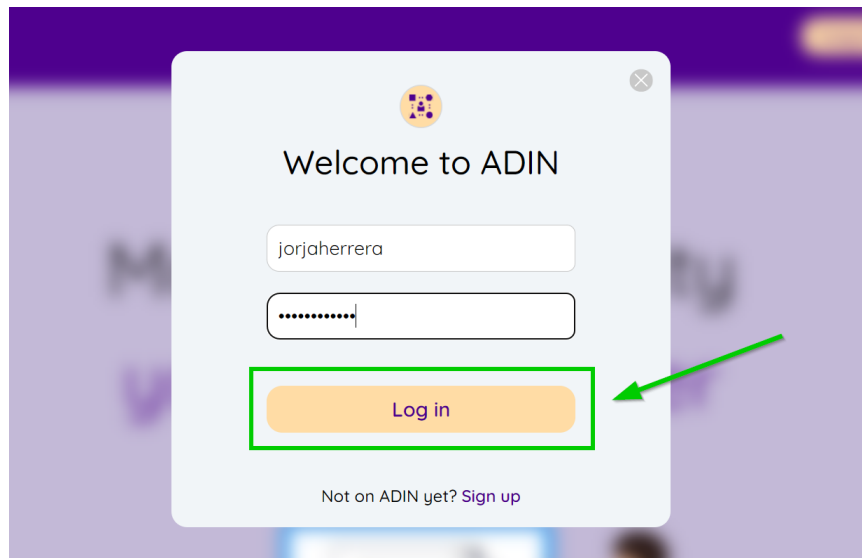 Welcome to ADIN
jorjaherrera
••••••••••••
Log in
Not on ADIN yet? Sign up